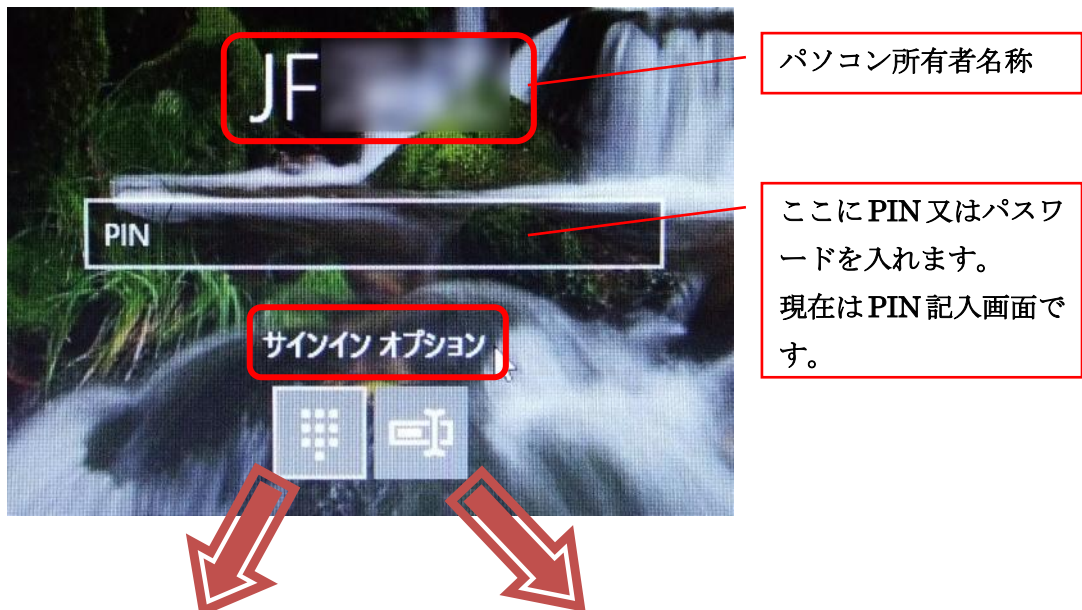 JF
パソコン所有者名称
PIN
ここにPIN又はパスワ
ードを入れます。
現在はPIN記入画面で
す。
サインイン オプション